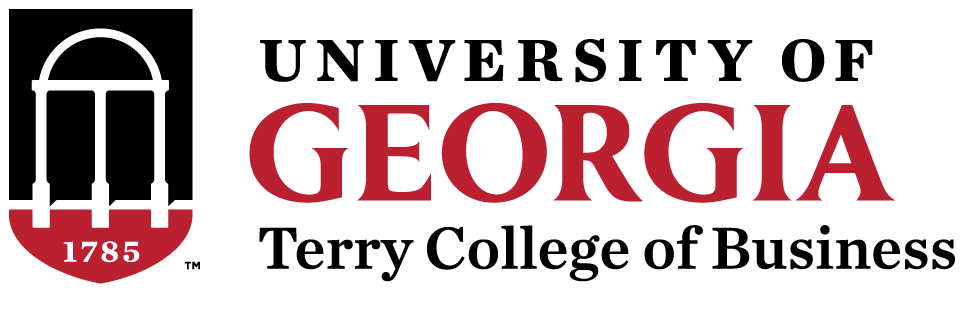 UNIVERSITY OF
GEORGIA
Terry College of Business
1785
TM